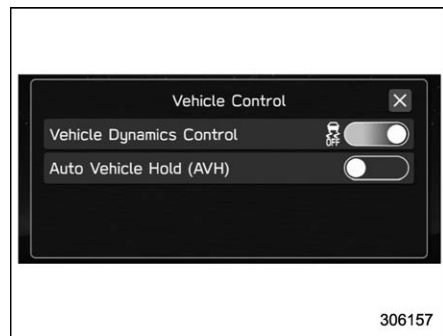 Vehicle Control
Vehicle Dynamics Control OFF
Auto Vehicle Hold (AVH)
306157